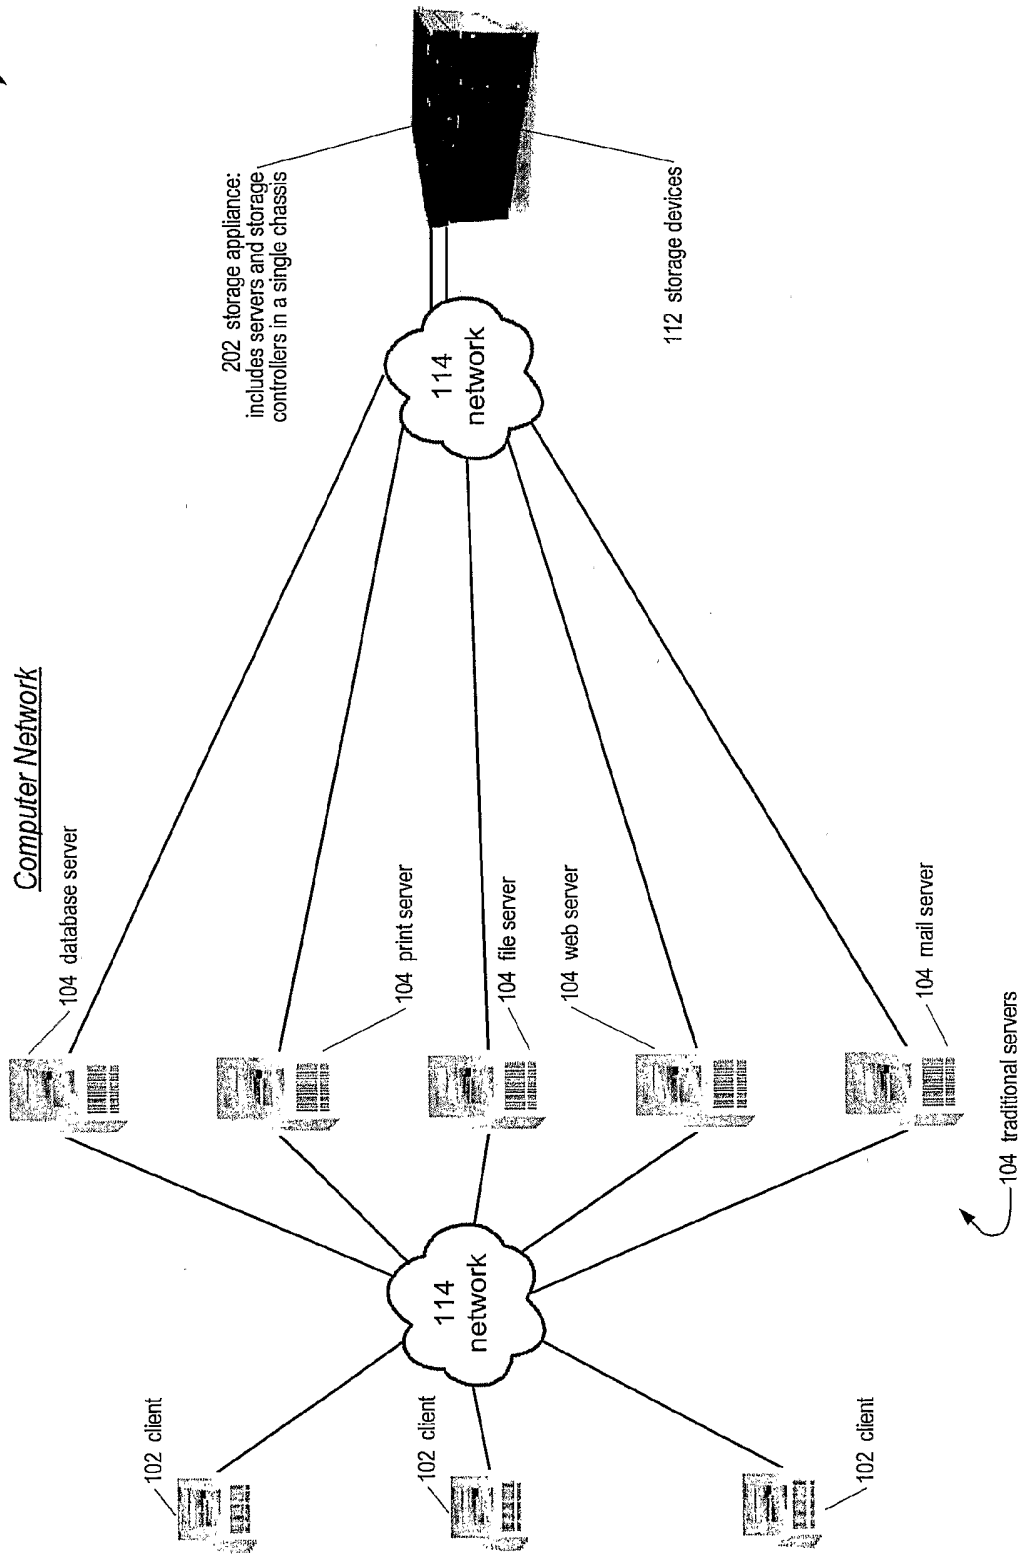 Computer Network
104 database server
104 print server
104 file server
104 web server
104 mail server
104 traditional servers
102 client
102 client
102 client
114
network
114
network
202 storage appliance:
includes servers and storage
controllers in a single chassis
112 storage devices